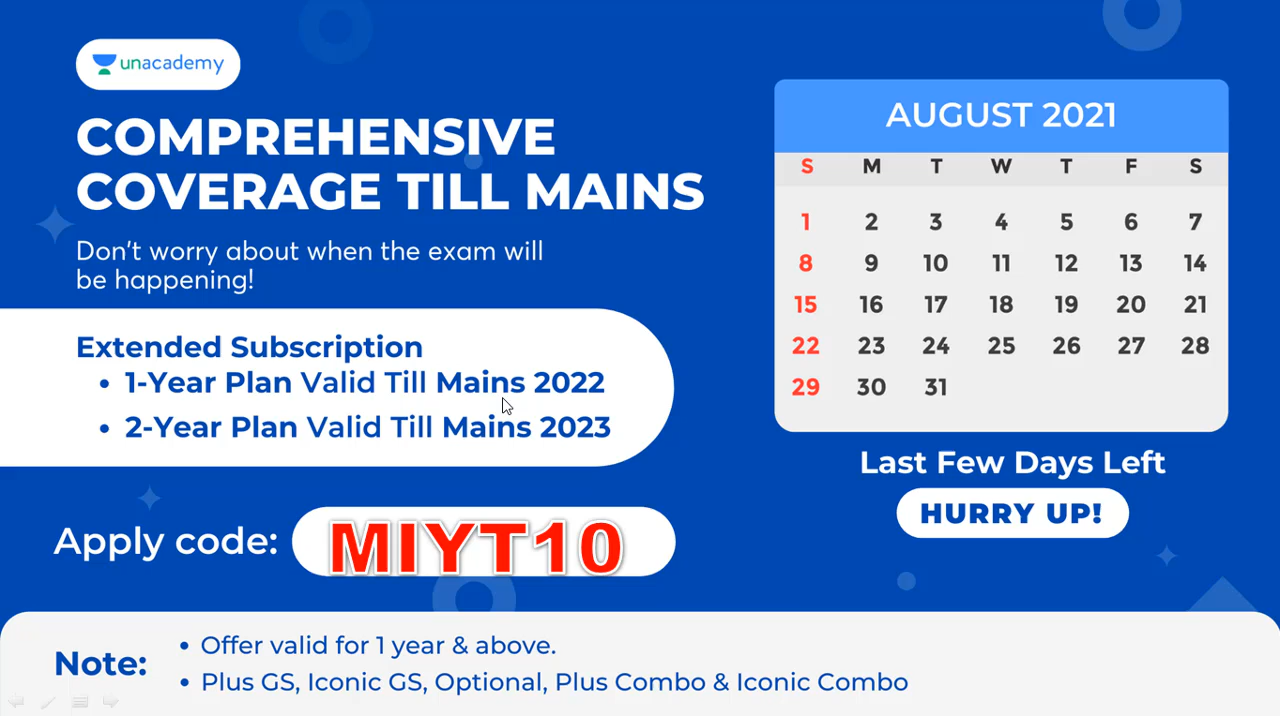 unacademy
COMPREHENSIVE
COVERAGE TILL MAINS
Don't worry about when the exam will
be happening!
Extended Subscription
• 1-Year Plan Valid Till Mains 2022
• 2-Year Plan Valid Till Mains 2023
Apply code: MIYT10
AUGUST 2021
S M T W T F S
1 2 3 4 5 6 7
8 9 10 11 12 13 14
15 16 17 18 19 20 21
22 23 24 25 26 27 28
29 30 31
Last Few Days Left
HURRY UP!
Note:
• Offer valid for 1 year & above.
• Plus GS, Iconic GS, Optional, Plus Combo & Iconic Combo